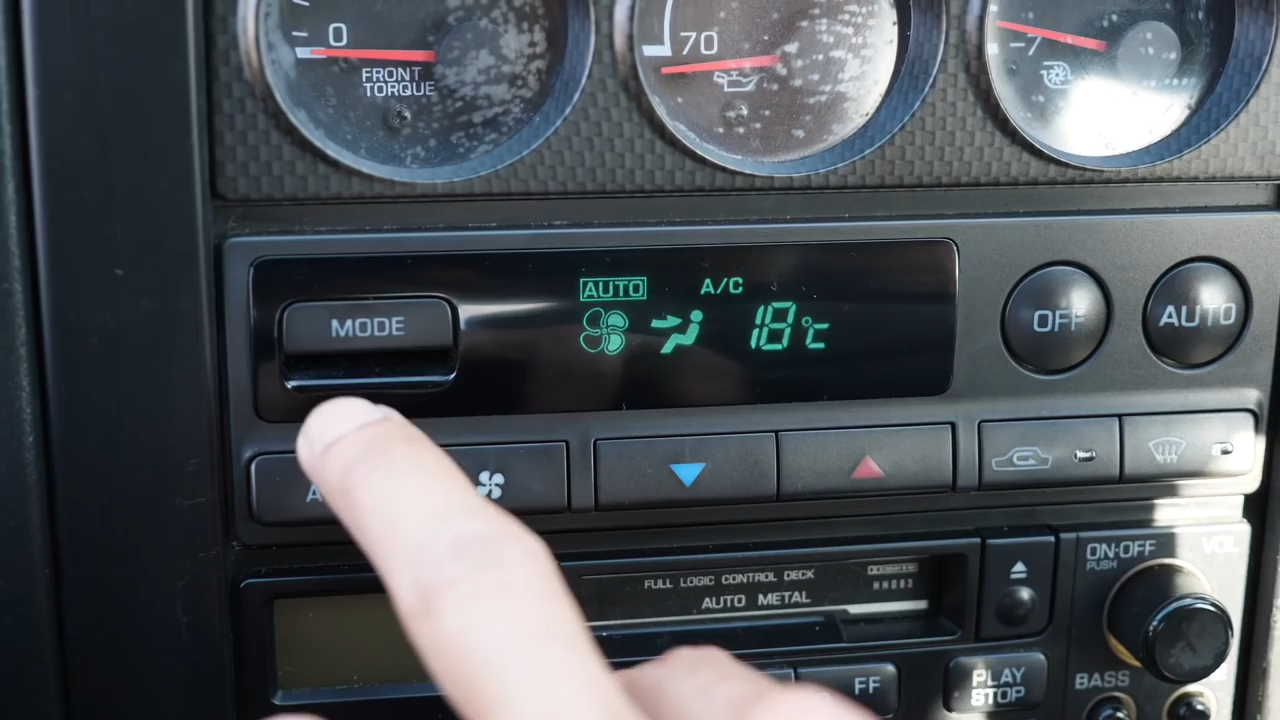 0
FRONT
TORQUE
70
-7
MODE
AUTO
A/C
18°C
OFF
AUTO
FULL LOGIC CONTROL DECK
AUTO METAL
ON·OFF
PUSH
VOL
FF
PLAY
STOP
BASS